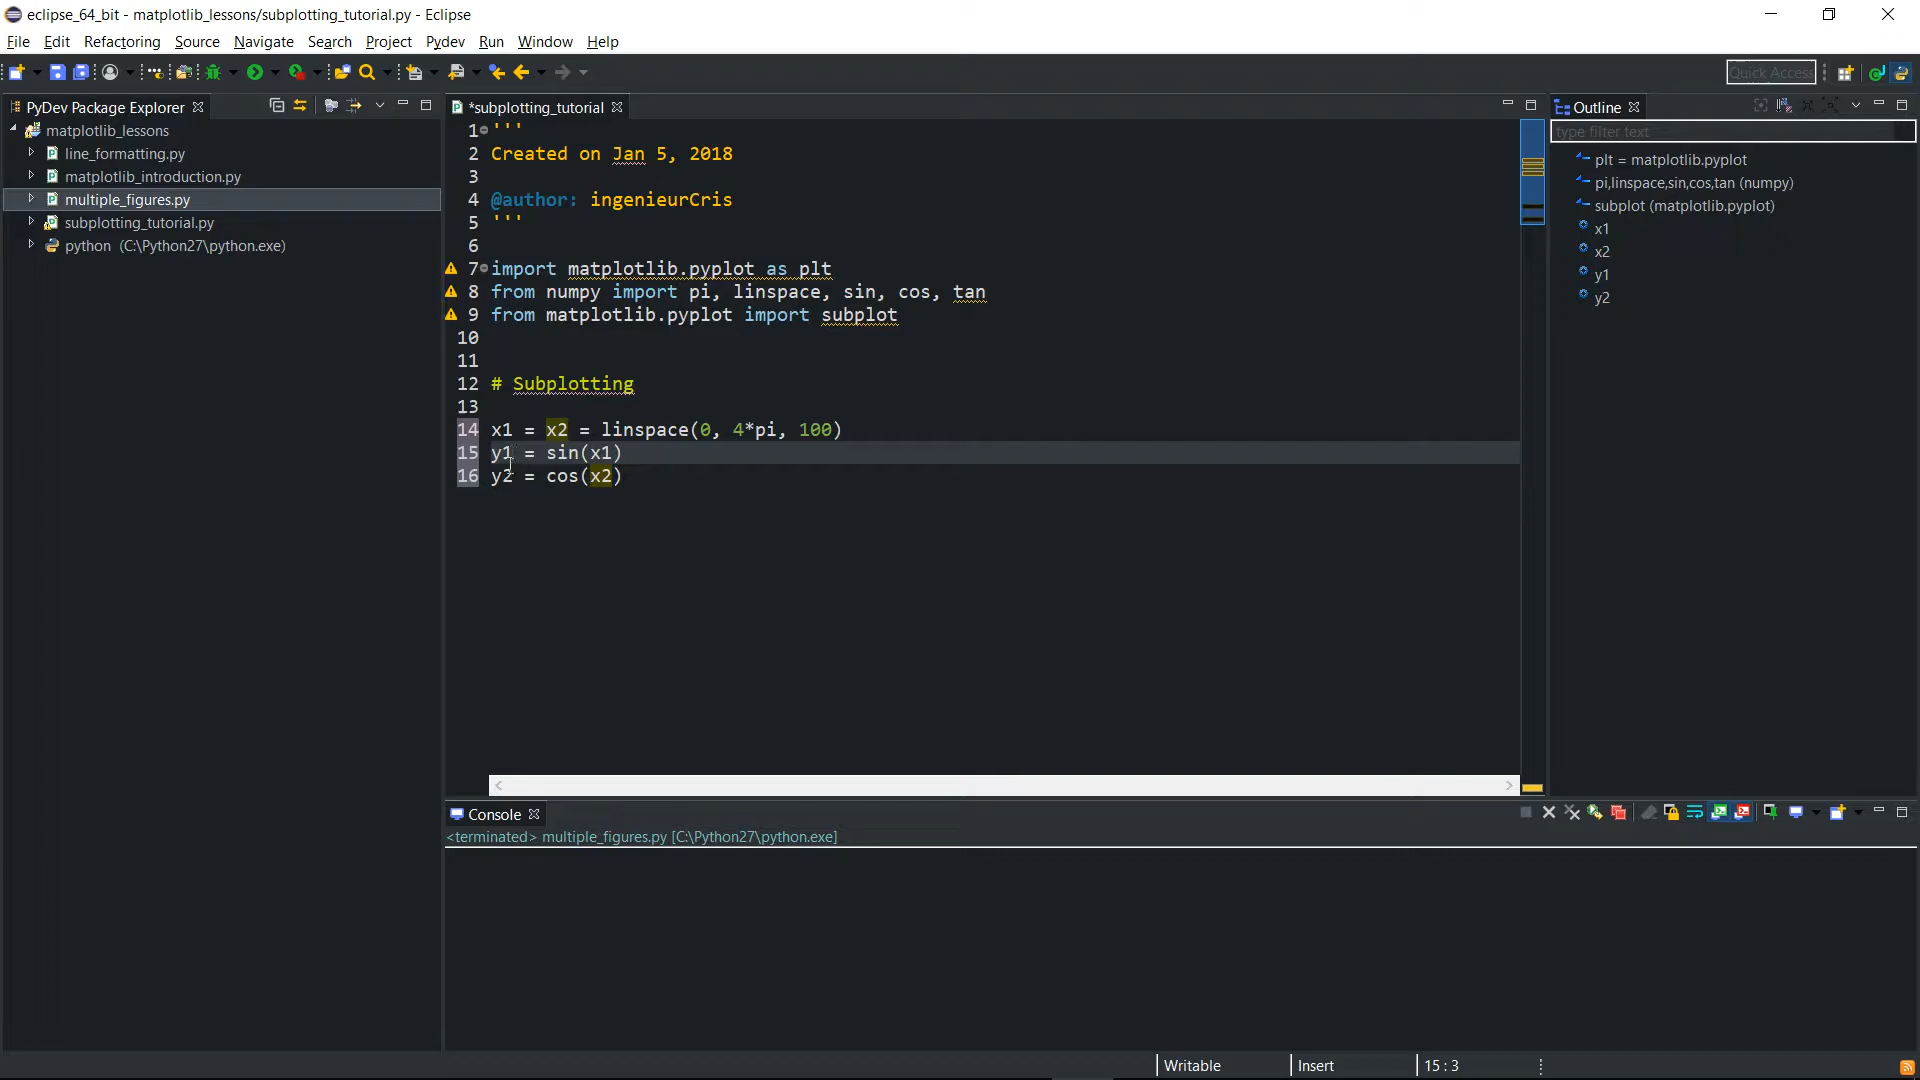 eclipse_64_bit - matplotlib_lessons/subplotting_tutorial.py - Eclipse
File Edit Refactoring Source Navigate Search Project Pydev Run Window Help
Quick Access
PyDev Package Explorer
matplotlib_lessons
line_formatting.py
matplotlib_introduction.py
multiple_figures.py
subplotting_tutorial.py
python (C:\Python27\python.exe)
*subplotting_tutorial
1 '''
2 Created on Jan 5, 2018
3
4 @author: ingenieurCris
5 '''
6
7 import matplotlib.pyplot as plt
8 from numpy import pi, linspace, sin, cos, tan
9 from matplotlib.pyplot import subplot
10
11
12 # Subplotting
13
14 x1 = x2 = linspace(0, 4*pi, 100)
15 y1 = sin(x1)
16 y2 = cos(x2)
Outline
type filter text
plt = matplotlib.pyplot
pi,linspace,sin,cos,tan (numpy)
subplot (matplotlib.pyplot)
x1
x2
y1
y2
Console
<terminated> multiple_figures.py [C:\Python27\python.exe]
Writable Insert 15 : 3